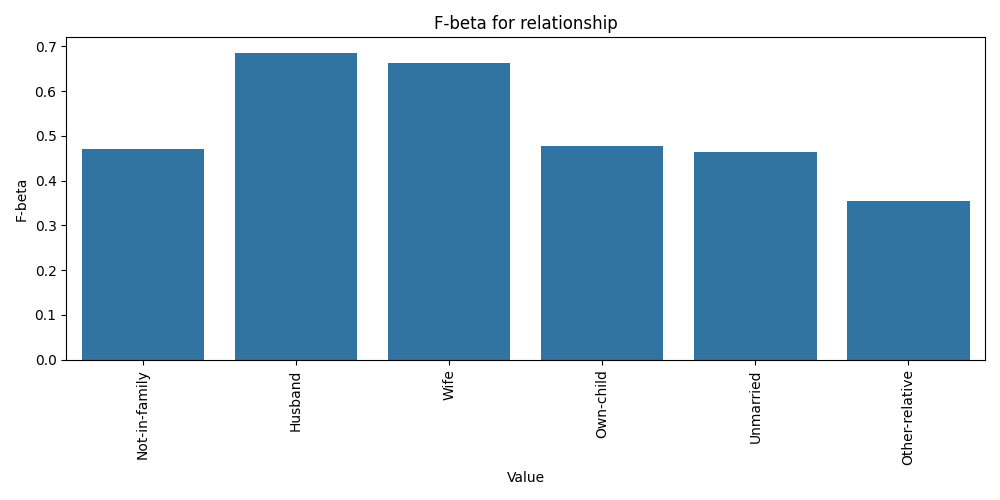 F-beta for relationship
F-beta
0.7
0.6
0.5
0.4
0.3
0.2
0.1
0.0
Not-in-family
Husband
Wife
Own-child
Unmarried
Other-relative
Value